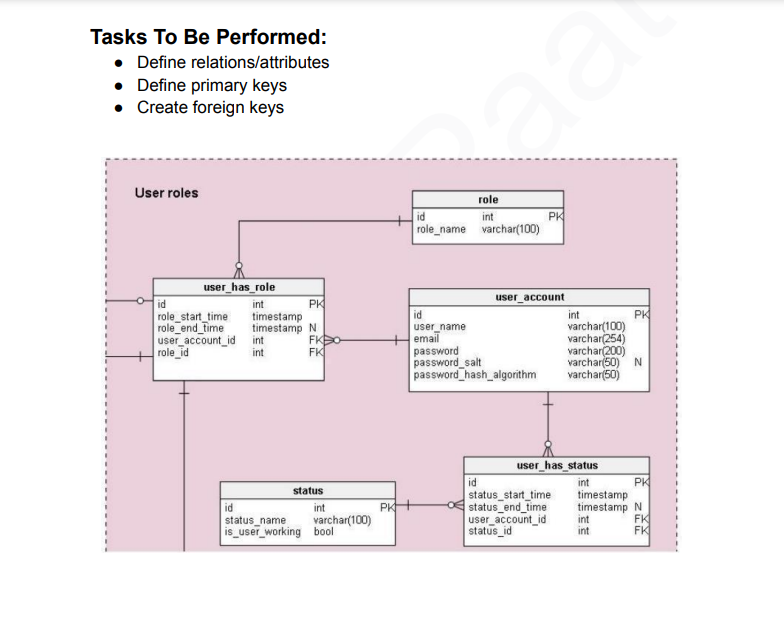 Tasks To Be Performed:
● Define relations/attributes
● Define primary keys
● Create foreign keys
User roles
role
id int PK
role_name varchar(100)
user_has_role
id int PK
role_start_time timestamp
role_end_time timestamp N
user_account_id int FK
role_id int FK
user_account
id int PK
user_name varchar(100)
email varchar(254)
password varchar(200)
password_salt varchar(50) N
password_hash_algorithm varchar(50)
status
id int PK
status_name varchar(100)
is_user_working bool
user_has_status
id int PK
status_start_time timestamp
status_end_time timestamp N
user_account_id int FK
status_id int FK